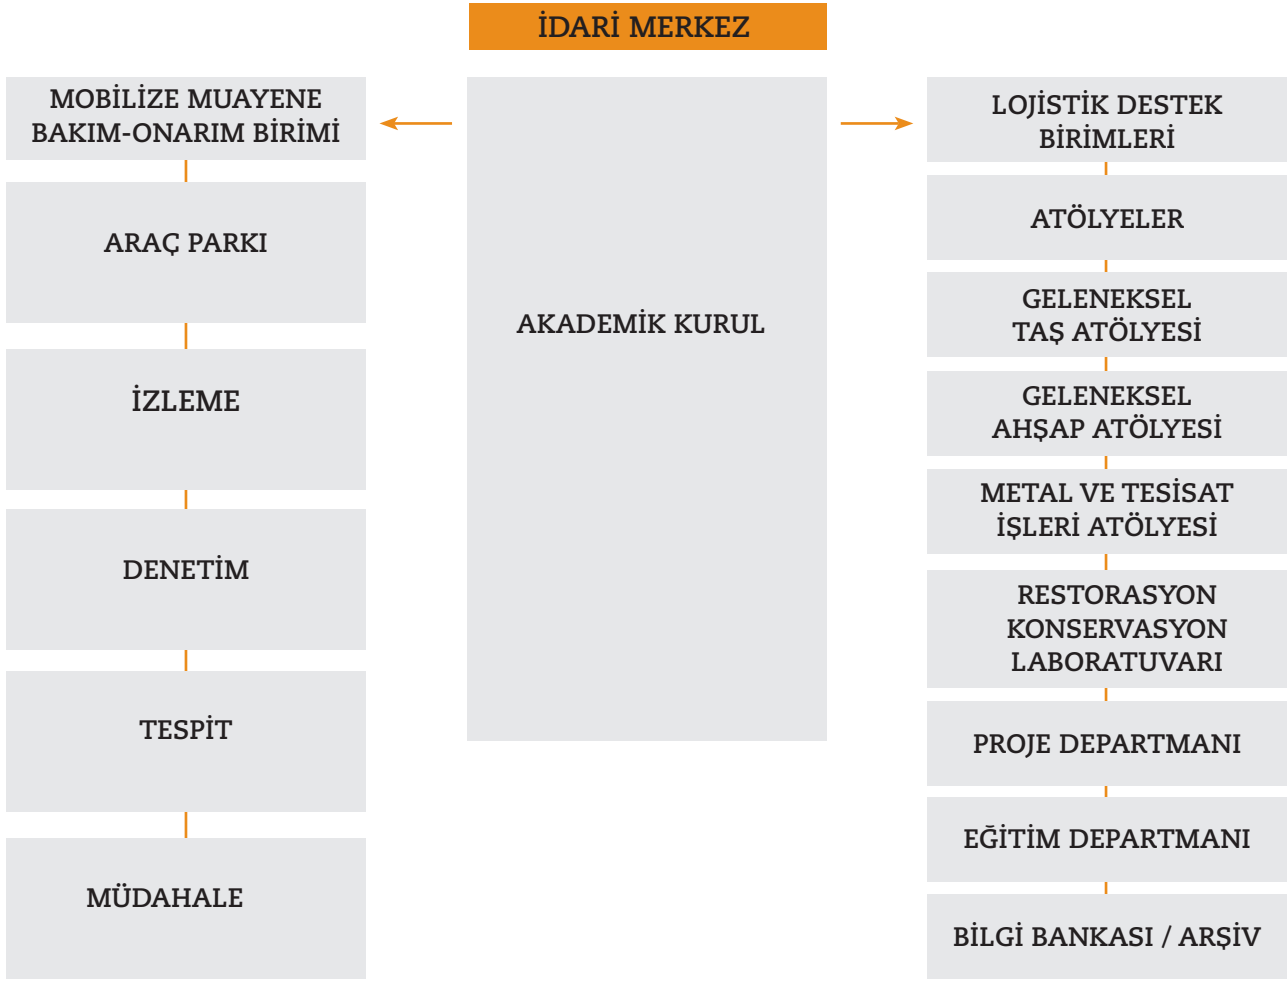 İDARİ MERKEZ
MOBİLİZE MUAYENE
BAKIM-ONARIM BİRİMİ
ARAÇ PARKI
İZLEME
DENETİM
TESPİT
MÜDAHALE
AKADEMİK KURUL
LOJİSTİK DESTEK
BİRİMLERİ
ATÖLYELER
GELENEKSEL
TAŞ ATÖLYESİ
GELENEKSEL
AHŞAP ATÖLYESİ
METAL VE TESİSAT
İŞLERİ ATÖLYESİ
RESTORASYON
KONSERVASYON
LABORATUVARI
PROJE DEPARTMANI
EĞİTİM DEPARTMANI
BİLGİ BANKASI / ARŞİV